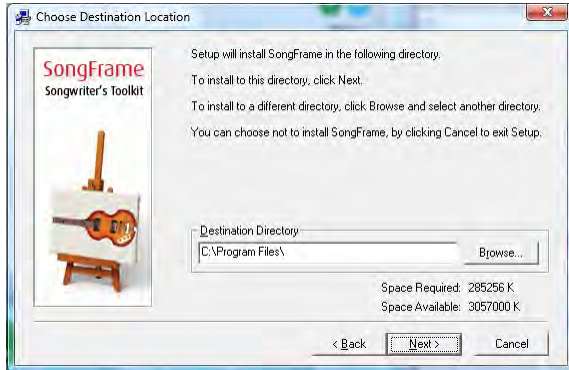 Choose Destination Location
SongFrame
Songwriter's Toolkit
Setup will install SongFrame in the following directory.
To install to this directory, click Next.
To install to a different directory, click Browse and select another directory.
You can choose not to install SongFrame, by clicking Cancel to exit Setup.
Destination Directory
C:\Program Files\
Browse...
Space Required: 285256 K
Space Available: 3057000 K
< Back Next > Cancel